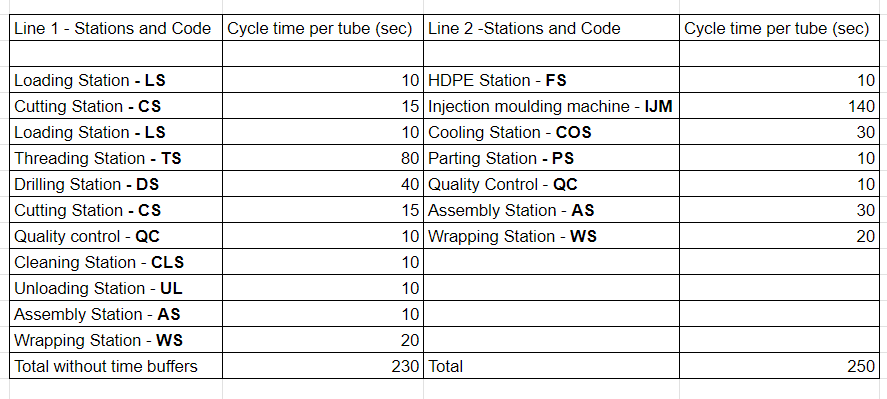 Line 1 - Stations and Code Cycle time per tube (sec) Line 2 -Stations and Code Cycle time per tube (sec)
Loading Station - LS 10 HDPE Station - FS 10
Cutting Station - CS 15 Injection moulding machine - IJM 140
Loading Station - LS 10 Cooling Station - COS 30
Threading Station - TS 80 Parting Station - PS 10
Drilling Station - DS 40 Quality Control - QC 10
Cutting Station - CS 15 Assembly Station - AS 30
Quality control - QC 10 Wrapping Station - WS 20
Cleaning Station - CLS 10
Unloading Station - UL 10
Assembly Station - AS 10
Wrapping Station - WS 20
Total without time buffers 230 Total 250